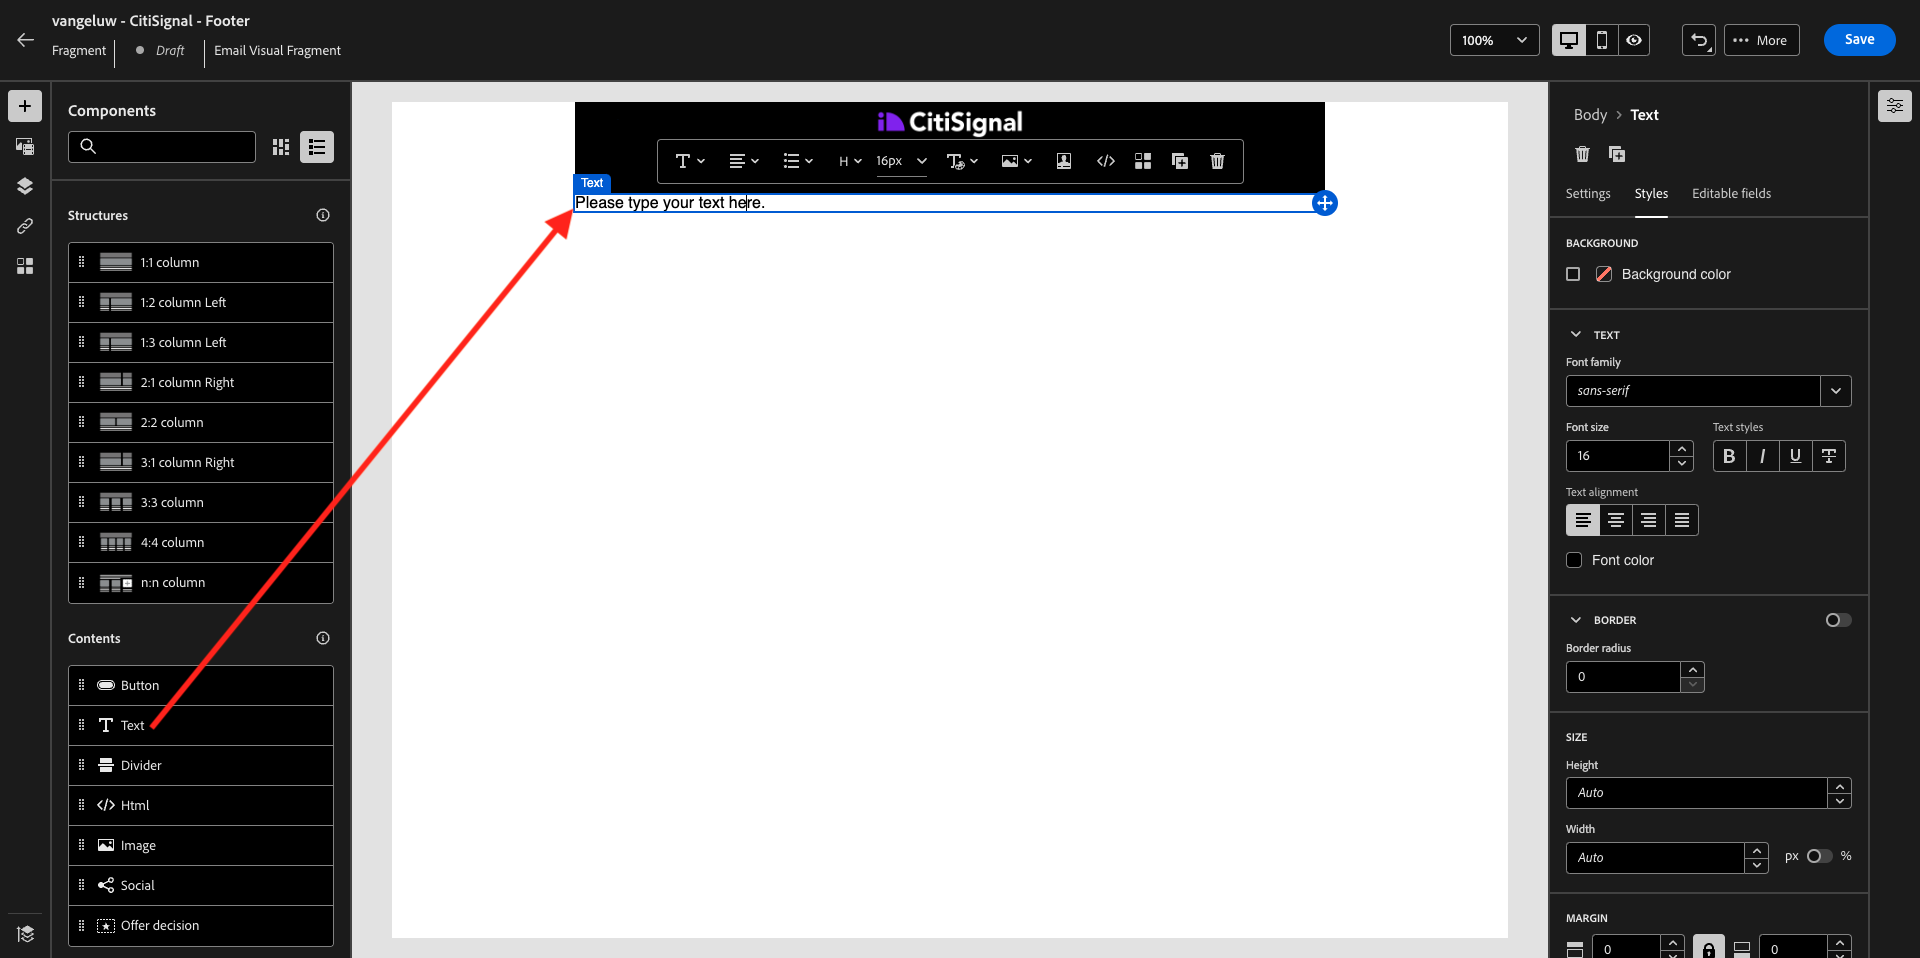 vangeluw - CitiSignal - Footer
Fragment
Draft
Email Visual Fragment
100%
More
Save
Components
Structures
1:1 column
1:2 column Left
1:3 column Left
2:1 column Right
2:2 column
3:1 column Right
3:3 column
4:4 column
n:n column
Contents
Button
Text
Divider
Html
Image
Social
Offer decision
CitiSignal
H
16px
Text
Please type your text here.
Body
Text
Settings
Styles
Editable fields
BACKGROUND
Background color
TEXT
Font family
sans-serif
Font size
Text styles
16
B I U T
Text alignment
Font color
BORDER
Border radius
0
SIZE
Height
Auto
Width
Auto
px
%
MARGIN
0
0